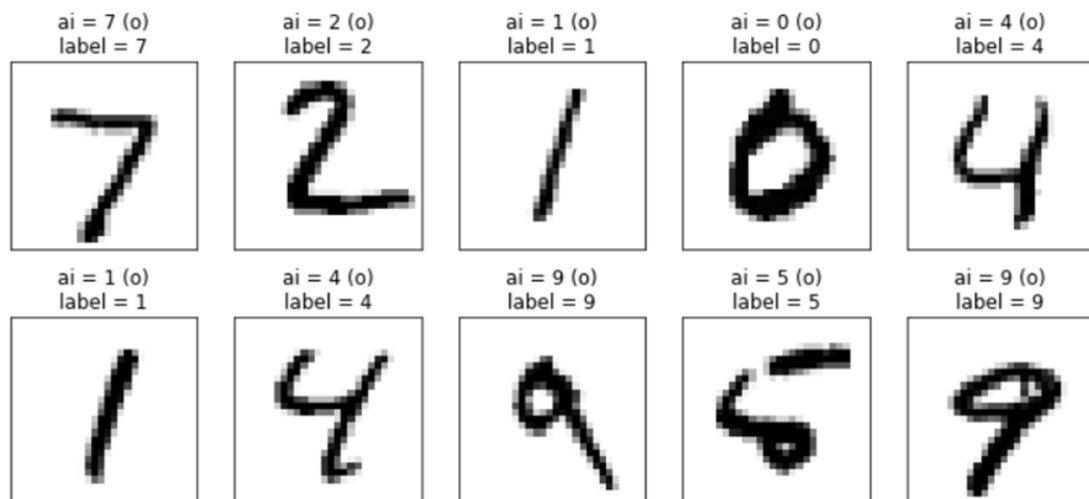 ai = 7 (o) ai = 2 (o) ai = 1 (o) ai = 0 (o) ai = 4 (o)
label = 7 label = 2 label = 1 label = 0 label = 4
7 2 1 0 4
ai = 1 (o) ai = 4 (o) ai = 9 (o) ai = 5 (o) ai = 9 (o)
label = 1 label = 4 label = 9 label = 5 label = 9
1 4 9 5 9